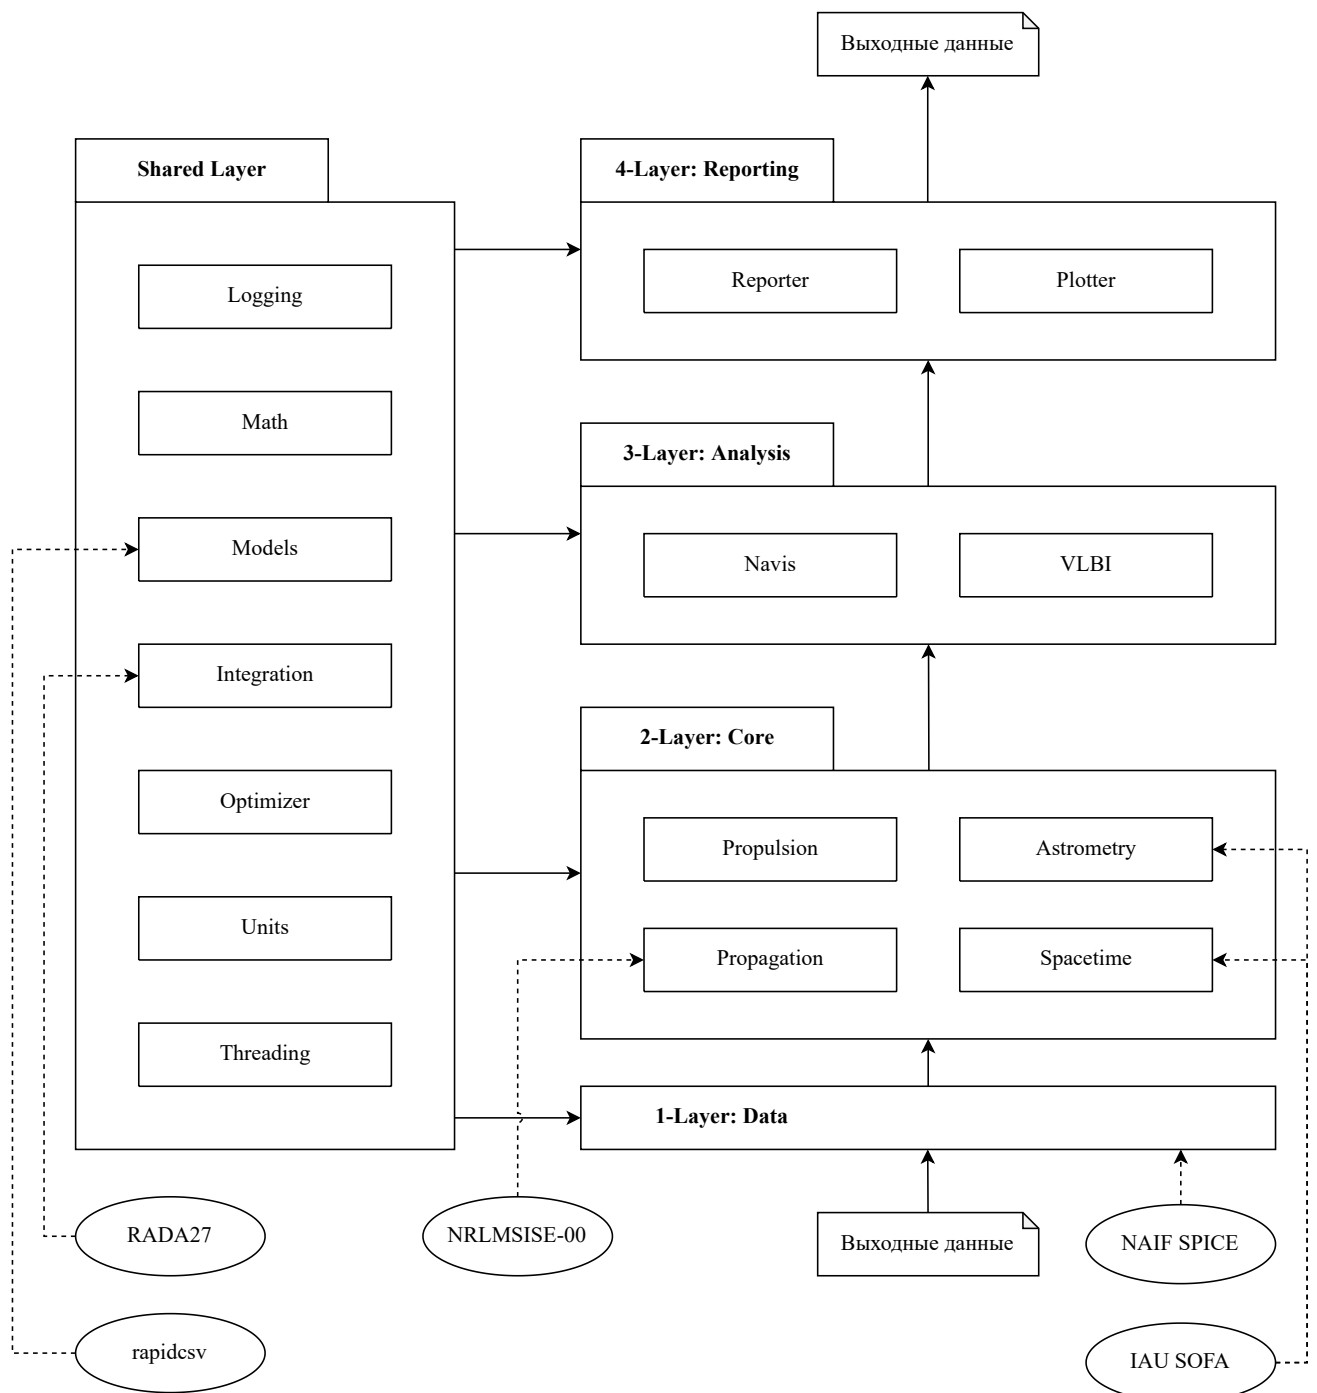 Выходные данные
Shared Layer
Logging
Math
Models
Integration
Optimizer
Units
Threading
4-Layer: Reporting
Reporter
Plotter
3-Layer: Analysis
Navis
VLBI
2-Layer: Core
Propulsion
Astrometry
Propagation
Spacetime
1-Layer: Data
RADA27
NRLMSISE-00
Выходные данные
NAIF SPICE
rapidcsv
IAU SOFA